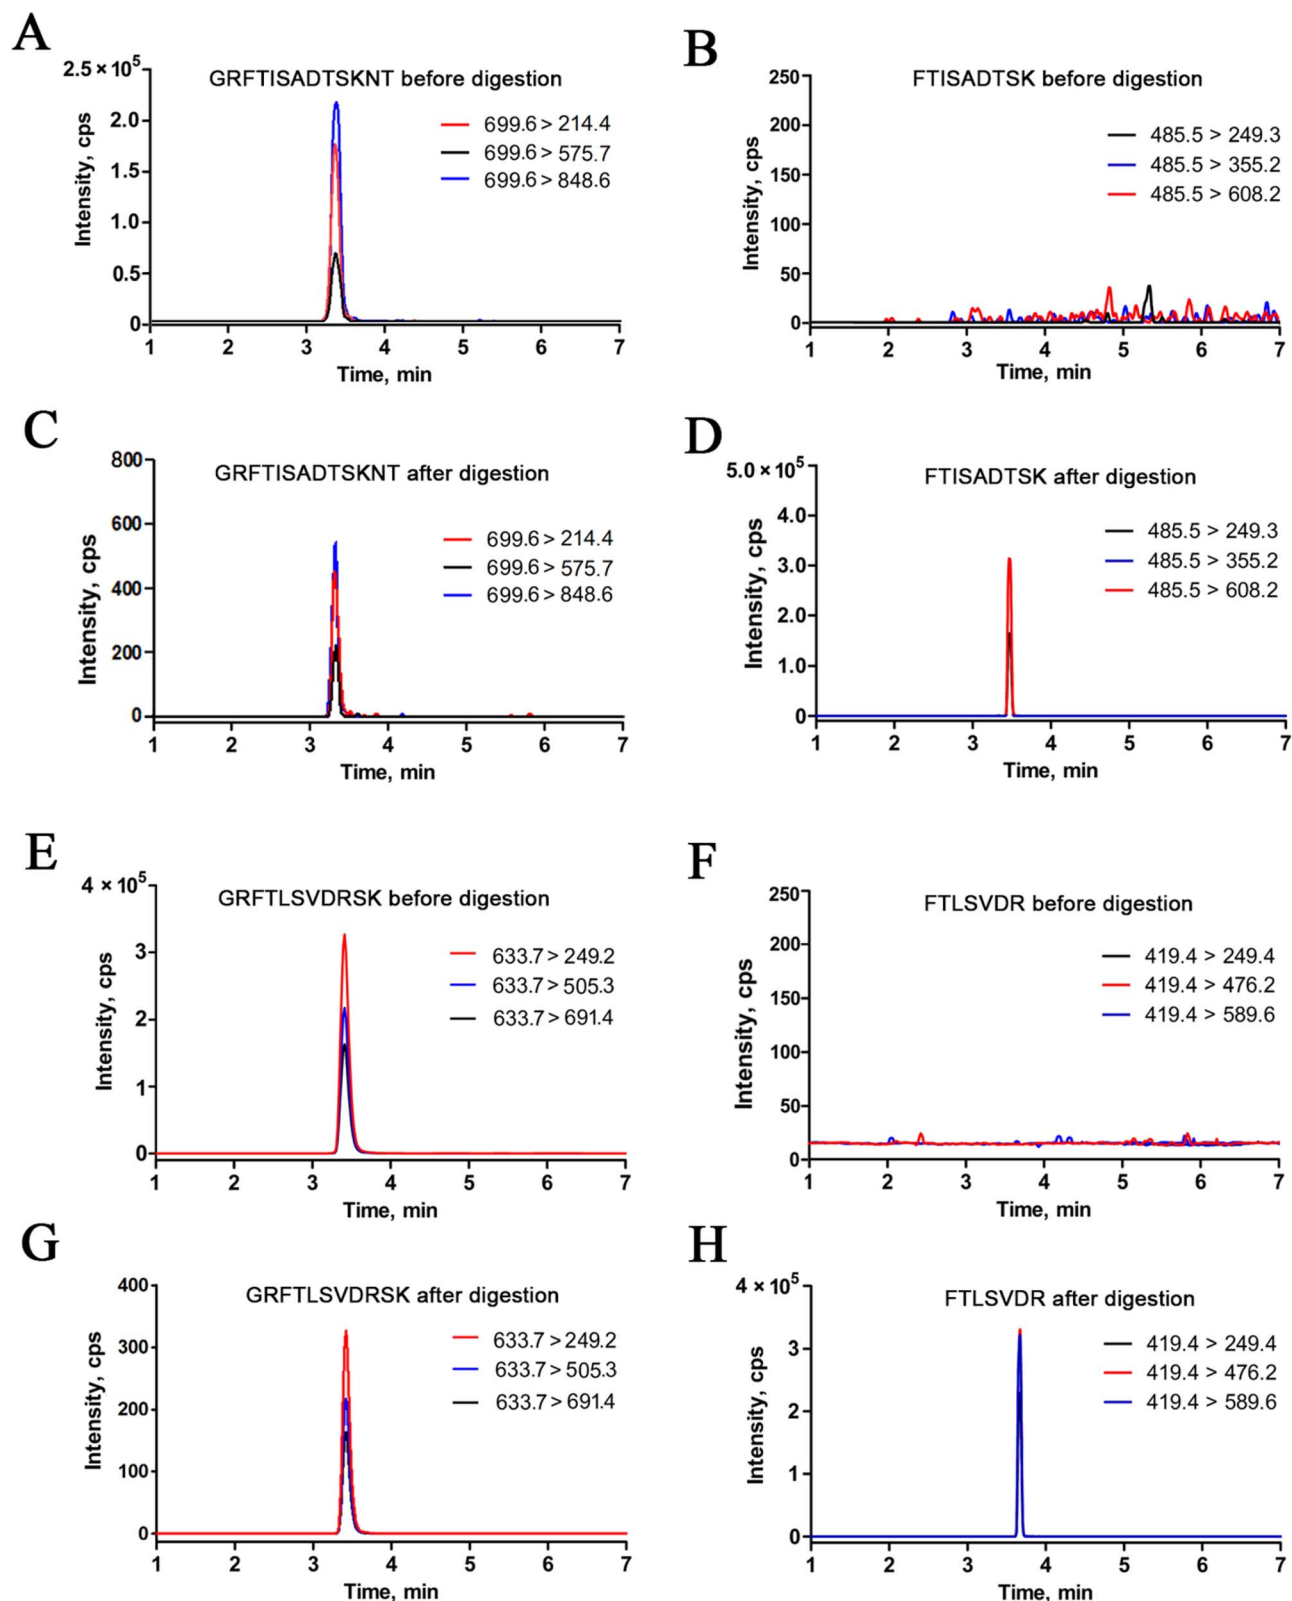 A
2.5 × 10⁵
2.0
1.5
1.0
0.5
0
Intensity, cps
GRFTISADTSKNT before digestion
699.6 > 214.4
699.6 > 575.7
699.6 > 848.6
1 2 3 4 5 6 7
Time, min
B
250
200
150
100
50
0
Intensity, cps
FTISADTSK before digestion
485.5 > 249.3
485.5 > 355.2
485.5 > 608.2
1 2 3 4 5 6 7
Time, min
C
800
600
400
200
0
Intensity, cps
GRFTISADTSKNT after digestion
699.6 > 214.4
699.6 > 575.7
699.6 > 848.6
1 2 3 4 5 6 7
Time, min
D
5.0 × 10⁵
4.0
3.0
2.0
1.0
0
Intensity, cps
FTISADTSK after digestion
485.5 > 249.3
485.5 > 355.2
485.5 > 608.2
1 2 3 4 5 6 7
Time, min
E
4 × 10⁵
3
2
1
0
Intensity, cps
GRFTLSVDRSK before digestion
633.7 > 249.2
633.7 > 505.3
633.7 > 691.4
1 2 3 4 5 6 7
Time, min
F
250
200
150
100
50
0
Intensity, cps
FTLSVDR before digestion
419.4 > 249.4
419.4 > 476.2
419.4 > 589.6
1 2 3 4 5 6 7
Time, min
G
400
300
200
100
0
Intensity, cps
GRFTLSVDRSK after digestion
633.7 > 249.2
633.7 > 505.3
633.7 > 691.4
1 2 3 4 5 6 7
Time, min
H
4 × 10⁵
3
2
1
0
Intensity, cps
FTLSVDR after digestion
419.4 > 249.4
419.4 > 476.2
419.4 > 589.6
1 2 3 4 5 6 7
Time, min